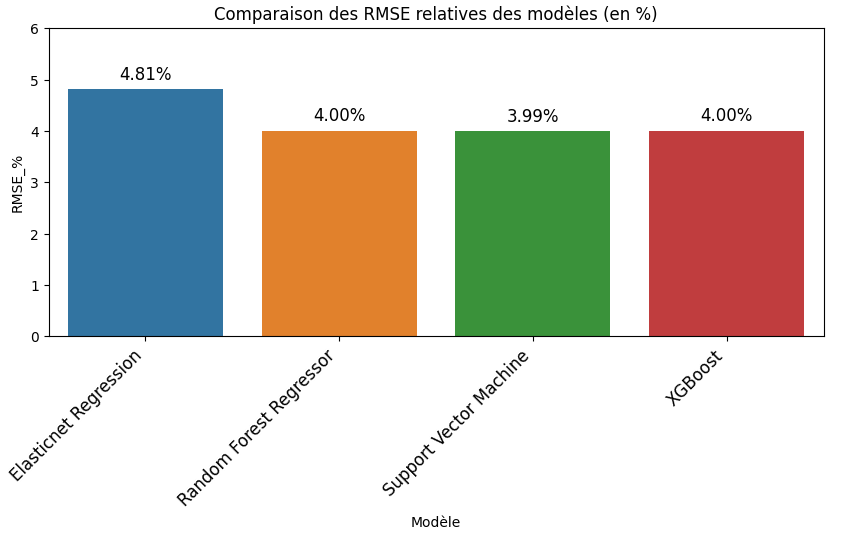 Comparaison des RMSE relatives des modèles (en %)
6
5
4
3
2
1
0
RMSE_%
4.81%
4.00%
3.99%
4.00%
Elasticnet Regression
Random Forest Regressor
Support Vector Machine
XGBoost
Modèle